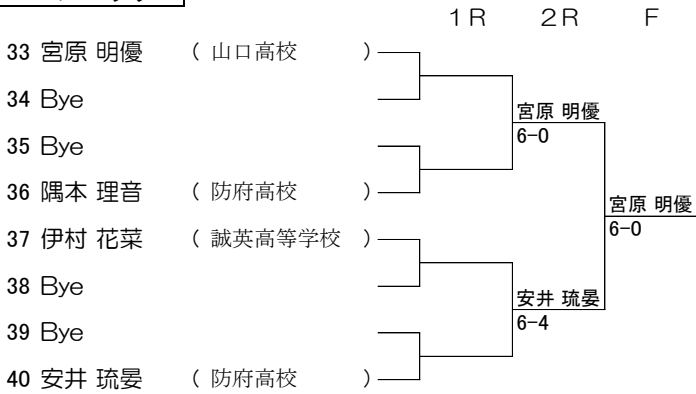 1R 2R F
33 宮原 明優 ( 山口高校 )
34 Bye
宮原 明優
6-0
35 Bye
36 隅本 理音 ( 防府高校 )
宮原 明優
6-0
37 伊村 花菜 ( 誠英高等学校 )
38 Bye
安井 琉晏
6-4
39 Bye
40 安井 琉晏 ( 防府高校 )